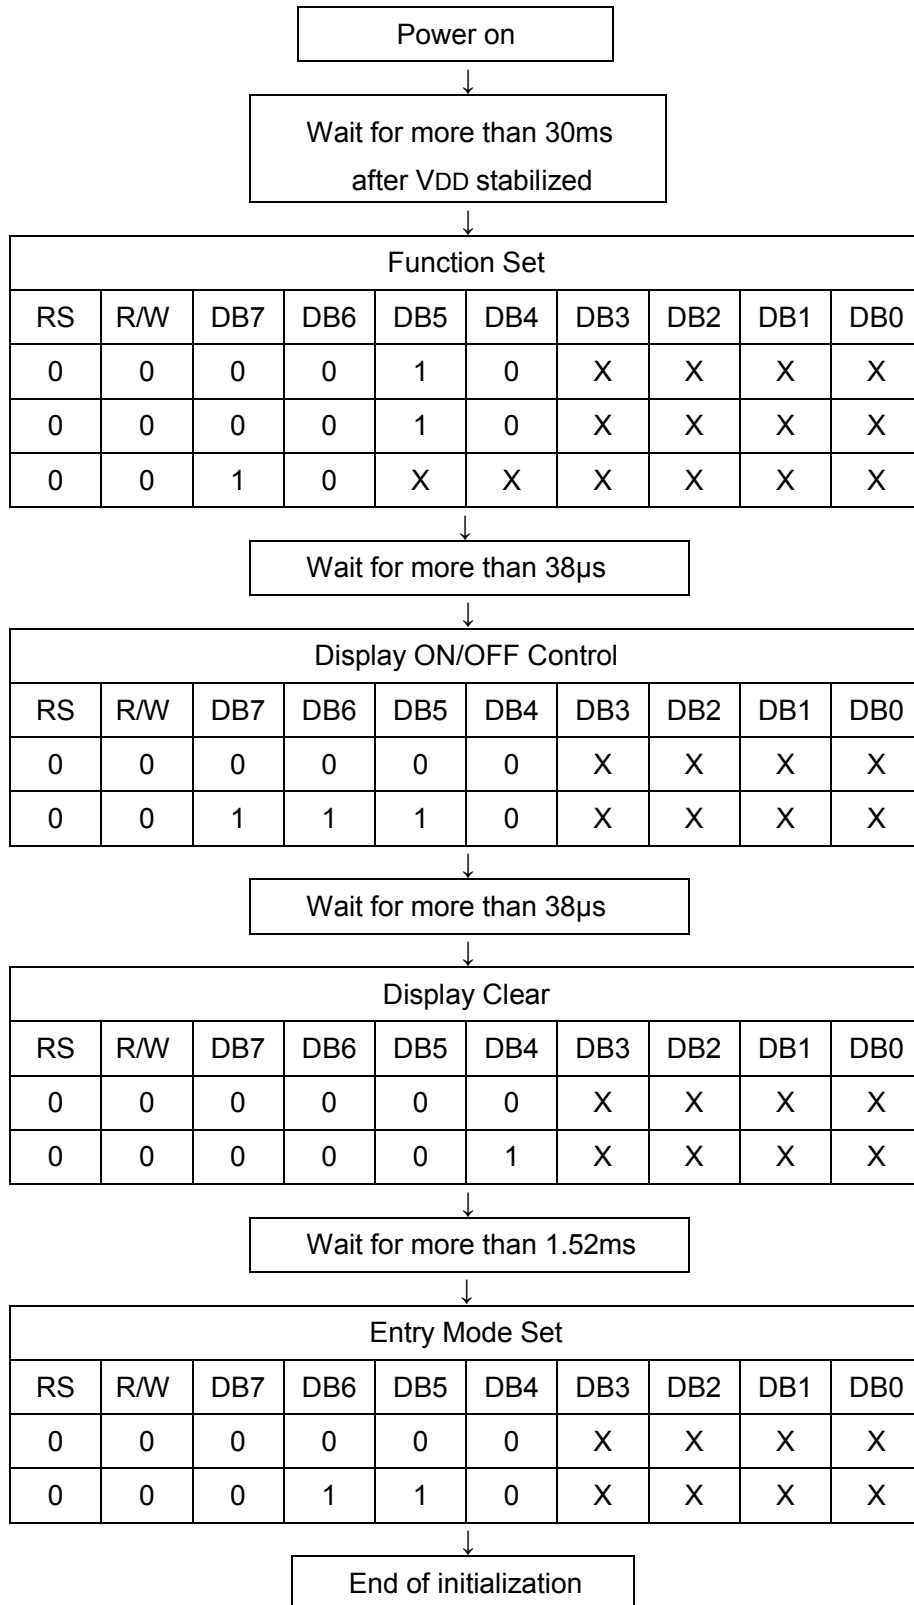 Power on
↓
Wait for more than 30ms
after VDD stabilized
↓
Function Set
RS R/W DB7 DB6 DB5 DB4 DB3 DB2 DB1 DB0
0 0 0 0 1 0 X X X X
0 0 0 0 1 0 X X X X
0 0 1 0 X X X X X X
↓
Wait for more than 38µs
↓
Display ON/OFF Control
RS R/W DB7 DB6 DB5 DB4 DB3 DB2 DB1 DB0
0 0 0 0 0 0 X X X X
0 0 1 1 1 0 X X X X
↓
Wait for more than 38µs
↓
Display Clear
RS R/W DB7 DB6 DB5 DB4 DB3 DB2 DB1 DB0
0 0 0 0 0 0 X X X X
0 0 0 0 0 1 X X X X
↓
Wait for more than 1.52ms
↓
Entry Mode Set
RS R/W DB7 DB6 DB5 DB4 DB3 DB2 DB1 DB0
0 0 0 0 0 0 X X X X
0 0 0 1 1 0 X X X X
↓
End of initialization